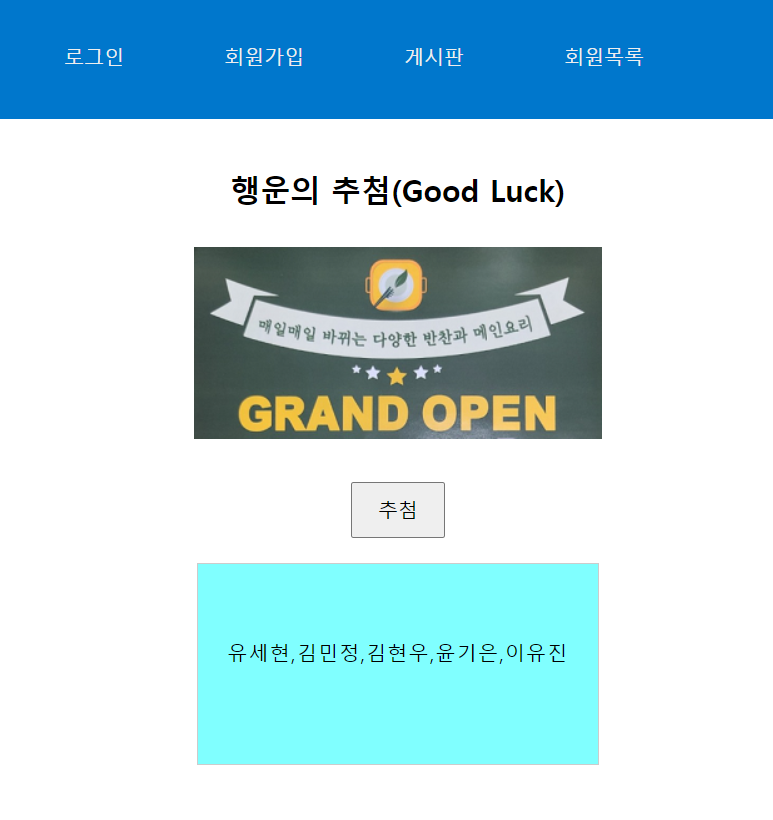 로그인 회원가입 게시판 회원목록
행운의 추첨(Good Luck)
매일매일 바뀌는 다양한 반찬과 메인요리
GRAND OPEN
추첨
유세현,김민정,김현우,윤기은,이유진